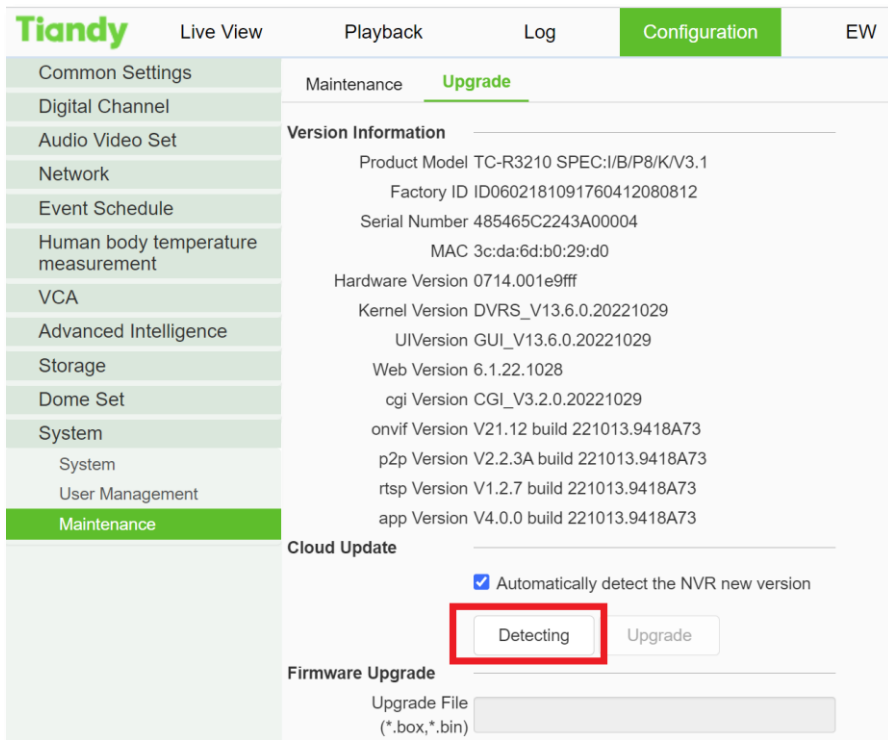 Tiandy Live View Playback Log Configuration EW
Common Settings
Digital Channel
Audio Video Set
Network
Event Schedule
Human body temperature
measurement
VCA
Advanced Intelligence
Storage
Dome Set
System
System
User Management
Maintenance
Maintenance Upgrade
Version Information
Product Model TC-R3210 SPEC:I/B/P8/K/V3.1
Factory ID ID0602181091760412080812
Serial Number 485465C2243A00004
MAC 3c:da:6d:b0:29:d0
Hardware Version 0714.001e9fff
Kernel Version DVRS_V13.6.0.20221029
UIVersion GUI_V13.6.0.20221029
Web Version 6.1.22.1028
cgi Version CGI_V3.2.0.20221029
onvif Version V21.12 build 221013.9418A73
p2p Version V2.2.3A build 221013.9418A73
rtsp Version V1.2.7 build 221013.9418A73
app Version V4.0.0 build 221013.9418A73
Cloud Update
Automatically detect the NVR new version
Detecting Upgrade
Firmware Upgrade
Upgrade File
(*.box,*.bin)